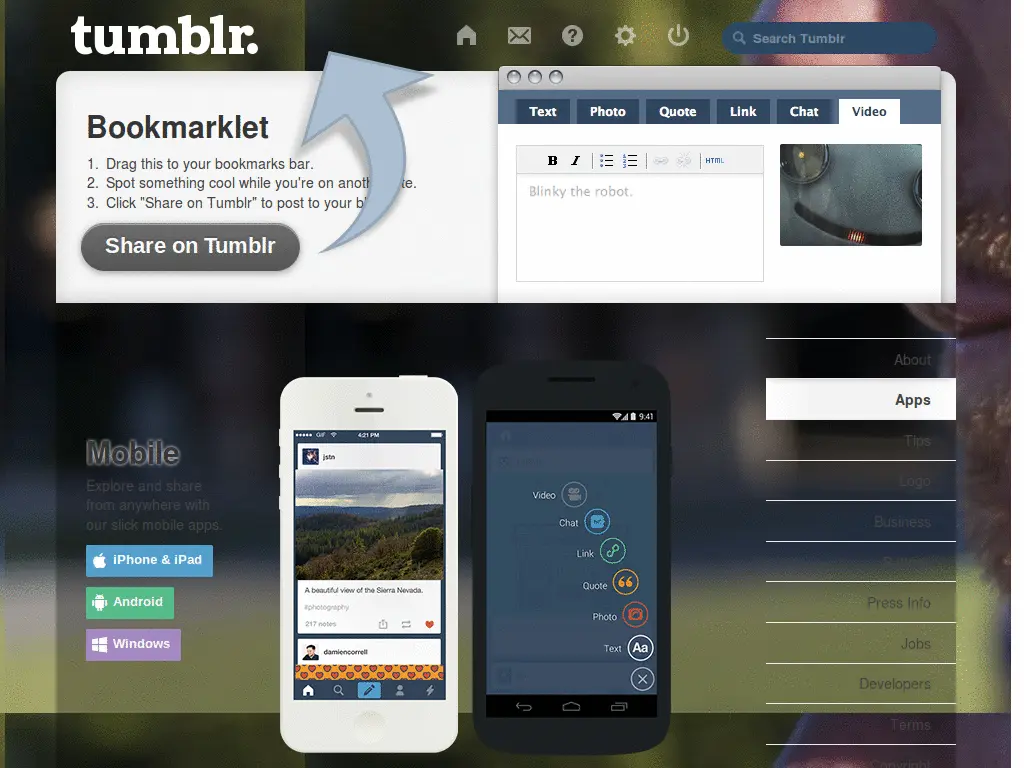 tumblr.
Search Tumblr
Bookmarklet
1. Drag this to your bookmarks bar.
2. Spot something cool while you're on anoth te.
3. Click "Share on Tumblr" to post to your bl
Share on Tumblr
Text Photo Quote Link Chat Video
B I HTML
Blinky the robot.
Mobile
Explore and share
from anywhere with
our slick mobile apps.
iPhone & iPad
Android
Windows
GIF 4:21 PM
jstn
A beautiful view of the Sierra Nevada.
#photography
217 notes
damiencorrell
9:41
Video
Chat
Link
Quote
Photo
Text Aa
About
Apps
Tips
Logo
Business
Press Info
Jobs
Developers
Terms
Copyright